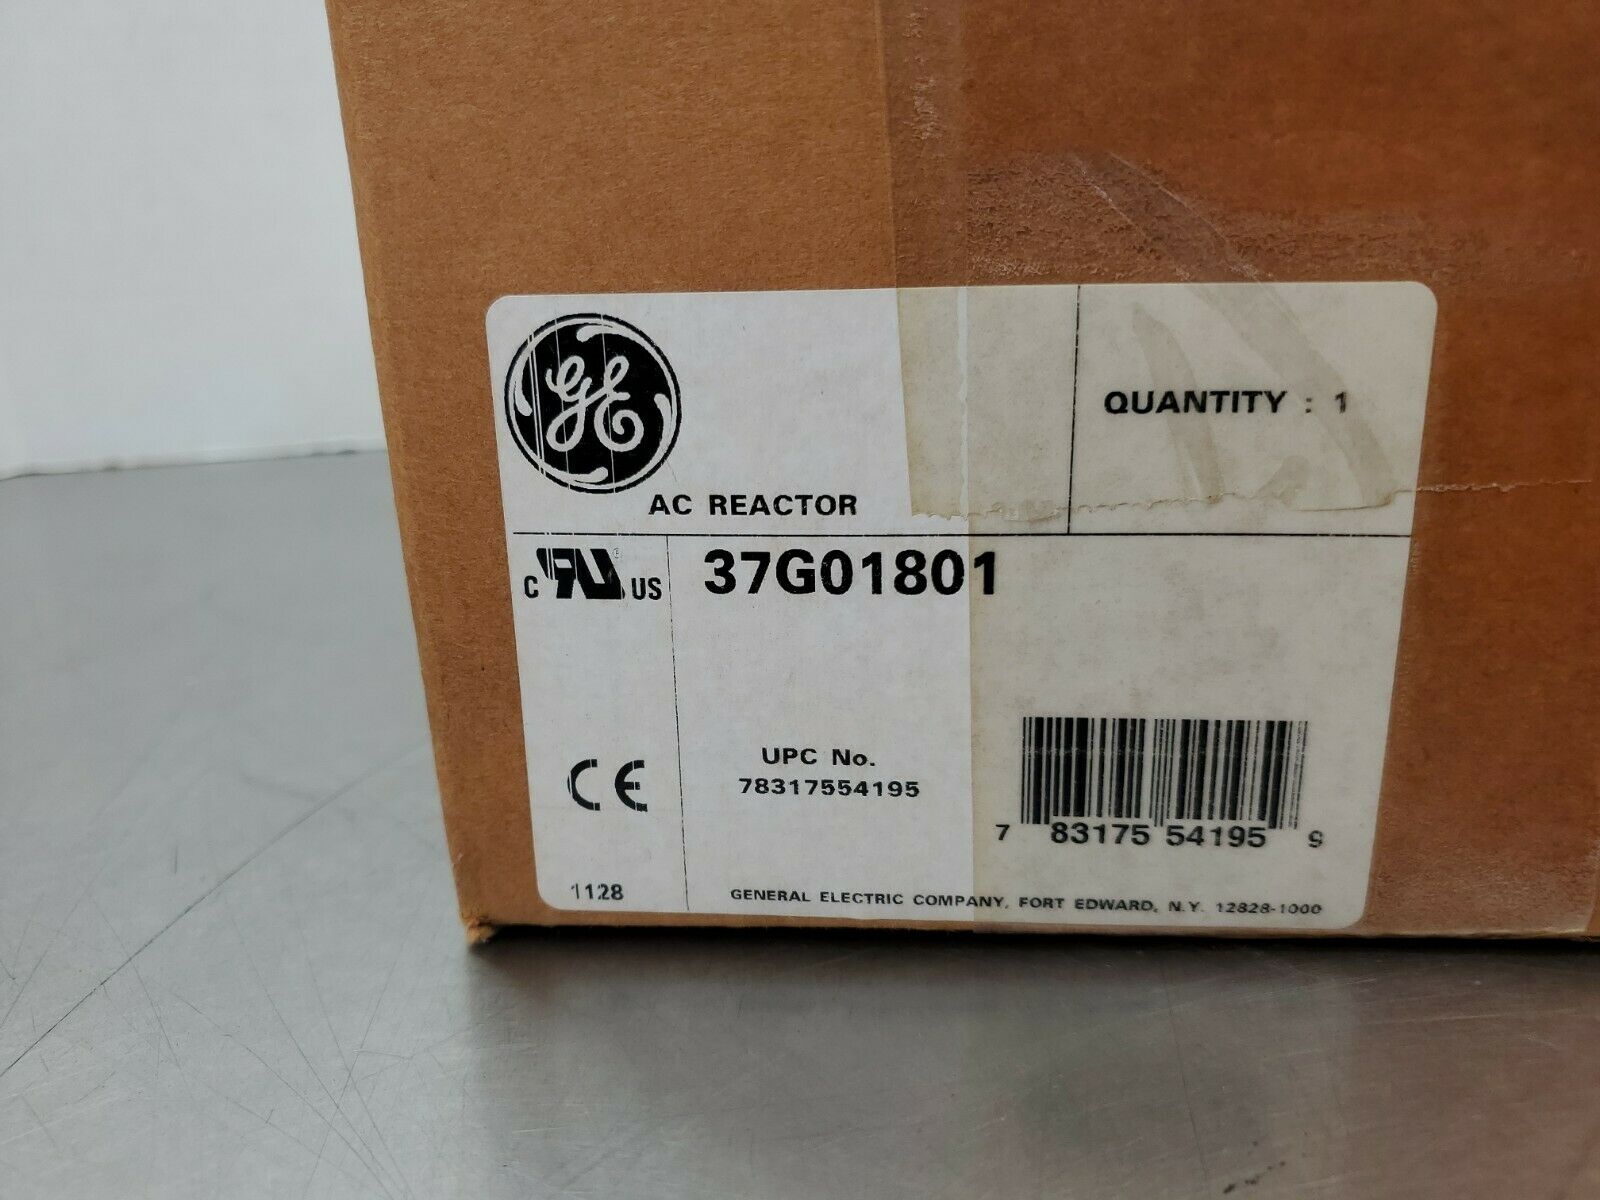 GE
QUANTITY : 1
AC REACTOR
C RU US
37G01801
UPC No.
78317554195
CE
7 83175 54195 9
1128
GENERAL ELECTRIC COMPANY, FORT EDWARD, N.Y. 12828-1000